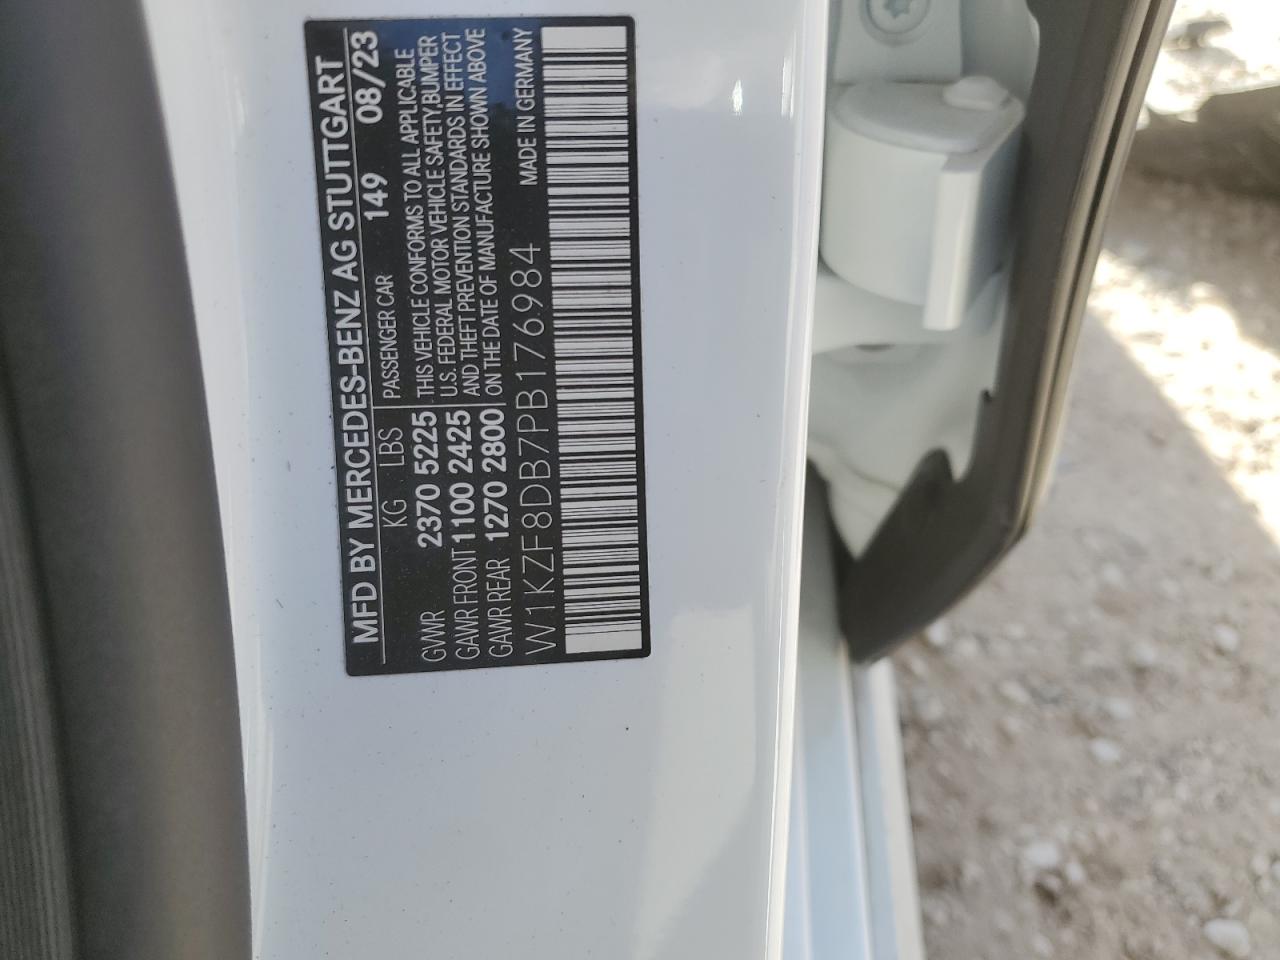 MFD BY MERCEDES-BENZ AG STUTTGART
KG LBS PASSENGER CAR 149 08/23
GVWR 2370 5225 THIS VEHICLE CONFORMS TO ALL APPLICABLE
U.S. FEDERAL MOTOR VEHICLE SAFETY,BUMPER
GAWR FRONT 1100 2425 AND THEFT PREVENTION STANDARDS IN EFFECT
GAWR REAR 1270 2800 ON THE DATE OF MANUFACTURE SHOWN ABOVE
W1KZF8DB7PB176984 MADE IN GERMANY